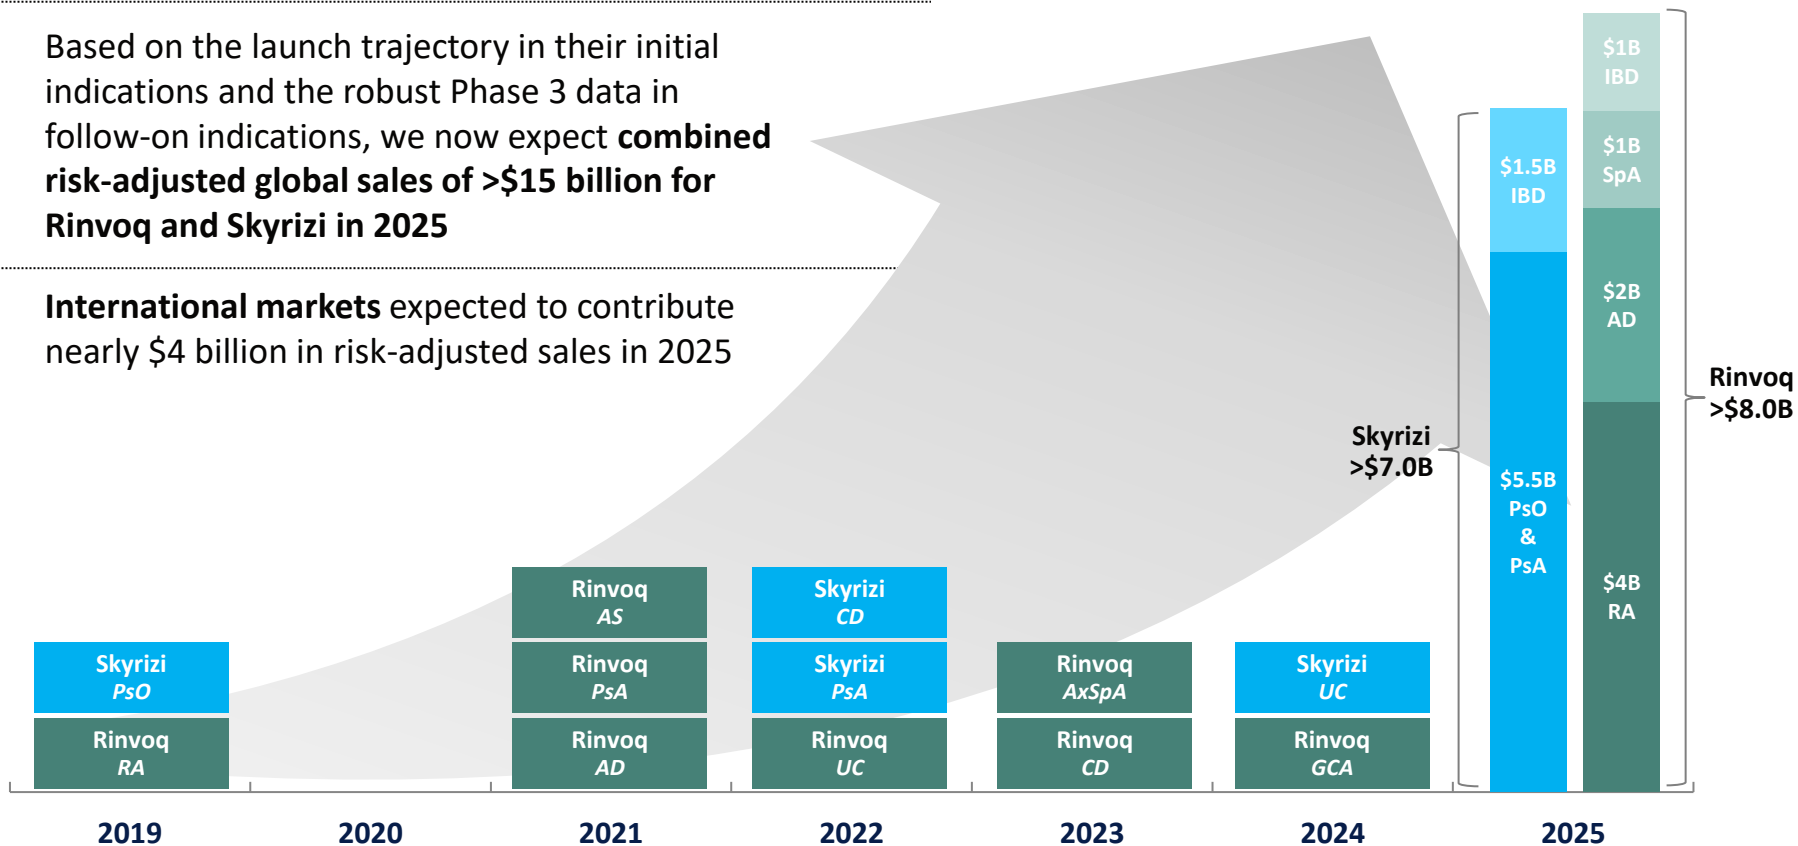 Based on the launch trajectory in their initial
indications and the robust Phase 3 data in
follow-on indications, we now expect combined
risk-adjusted global sales of >$15 billion for
Rinvoq and Skyrizi in 2025
International markets expected to contribute
nearly $4 billion in risk-adjusted sales in 2025
Skyrizi
PsO
Rinvoq
RA
Rinvoq
AS
Rinvoq
PsA
Rinvoq
AD
Skyrizi
CD
Skyrizi
PsA
Rinvoq
UC
Rinvoq
AxSpA
Rinvoq
CD
Skyrizi
UC
Rinvoq
GCA
Skyrizi
>$7.0B
$1.5B
IBD
$5.5B
PsO
&
PsA
$1B
IBD
$1B
SpA
$2B
AD
$4B
RA
Rinvoq
>$8.0B
2019
2020
2021
2022
2023
2024
2025